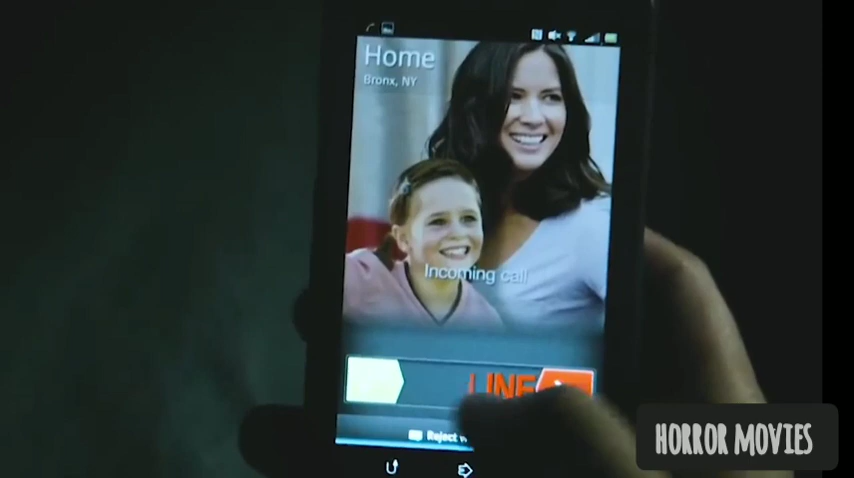 Home
Bronx, NY
Incoming call
LINE
Reject
HORROR MOVIES